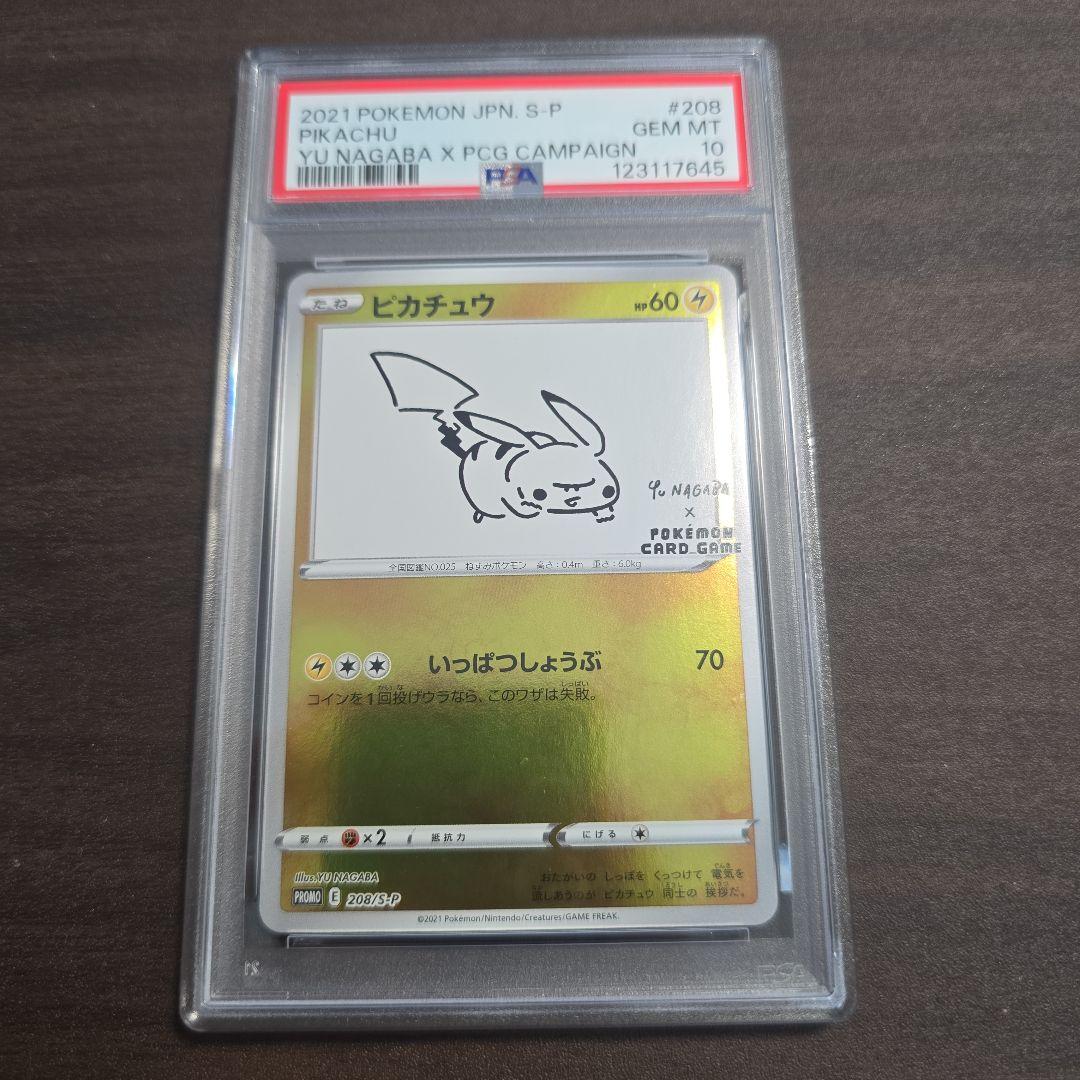 2021 POKEMON JPN. S-P #208
PIKACHU GEM MT
YU NAGABA X PCG CAMPAIGN 10
PSA 123117645
たね ピカチュウ HP60
YU NAGABA
×
POKÉMON
CARD GAME
全国図鑑NO.025 ねずみポケモン 高さ:0.4m 重さ:6.0kg
いっぱつしょうぶ 70
コインを1回投げウラなら、このワザは失敗。
弱点 ×2 抵抗力 にげる
Illus.YU NAGABA
おたがいの しっぽを くっつけて 電気を
流しあうのが ピカチュウ 同士の 挨拶だ。
PROMO E 208/S-P
©2021 Pokémon/Nintendo/Creatures/GAME FREAK.
PSA